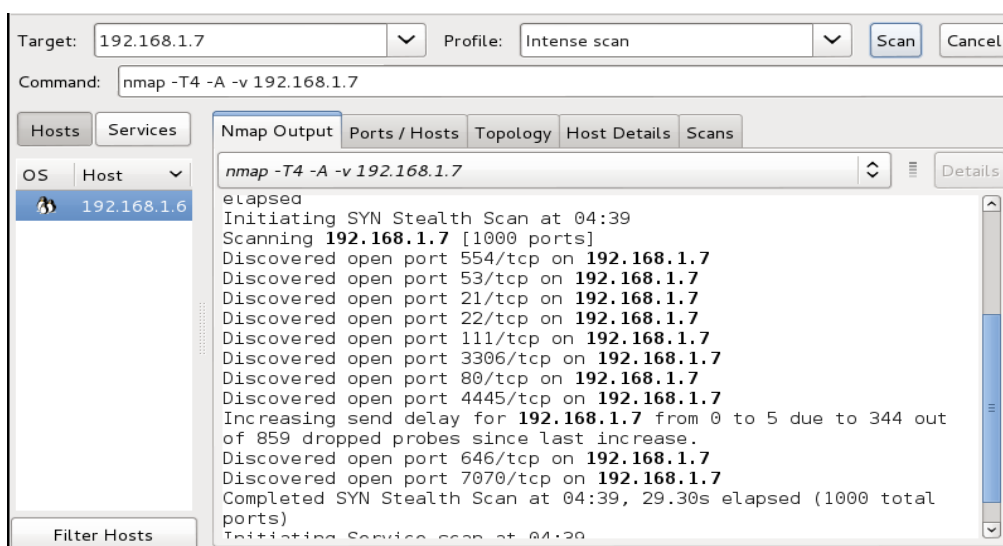 Target: 192.168.1.7 Profile: Intense scan Scan Cancel
Command: nmap -T4 -A -v 192.168.1.7
Hosts Services Nmap Output Ports / Hosts Topology Host Details Scans
OS Host nmap -T4 -A -v 192.168.1.7 Details
192.168.1.6
elapsed
Initiating SYN Stealth Scan at 04:39
Scanning 192.168.1.7 [1000 ports]
Discovered open port 554/tcp on 192.168.1.7
Discovered open port 53/tcp on 192.168.1.7
Discovered open port 21/tcp on 192.168.1.7
Discovered open port 22/tcp on 192.168.1.7
Discovered open port 111/tcp on 192.168.1.7
Discovered open port 3306/tcp on 192.168.1.7
Discovered open port 80/tcp on 192.168.1.7
Discovered open port 4445/tcp on 192.168.1.7
Increasing send delay for 192.168.1.7 from 0 to 5 due to 344 out
of 859 dropped probes since last increase.
Discovered open port 646/tcp on 192.168.1.7
Discovered open port 7070/tcp on 192.168.1.7
Completed SYN Stealth Scan at 04:39, 29.30s elapsed (1000 total
ports)
Initiating Service scan at 04:39
Filter Hosts